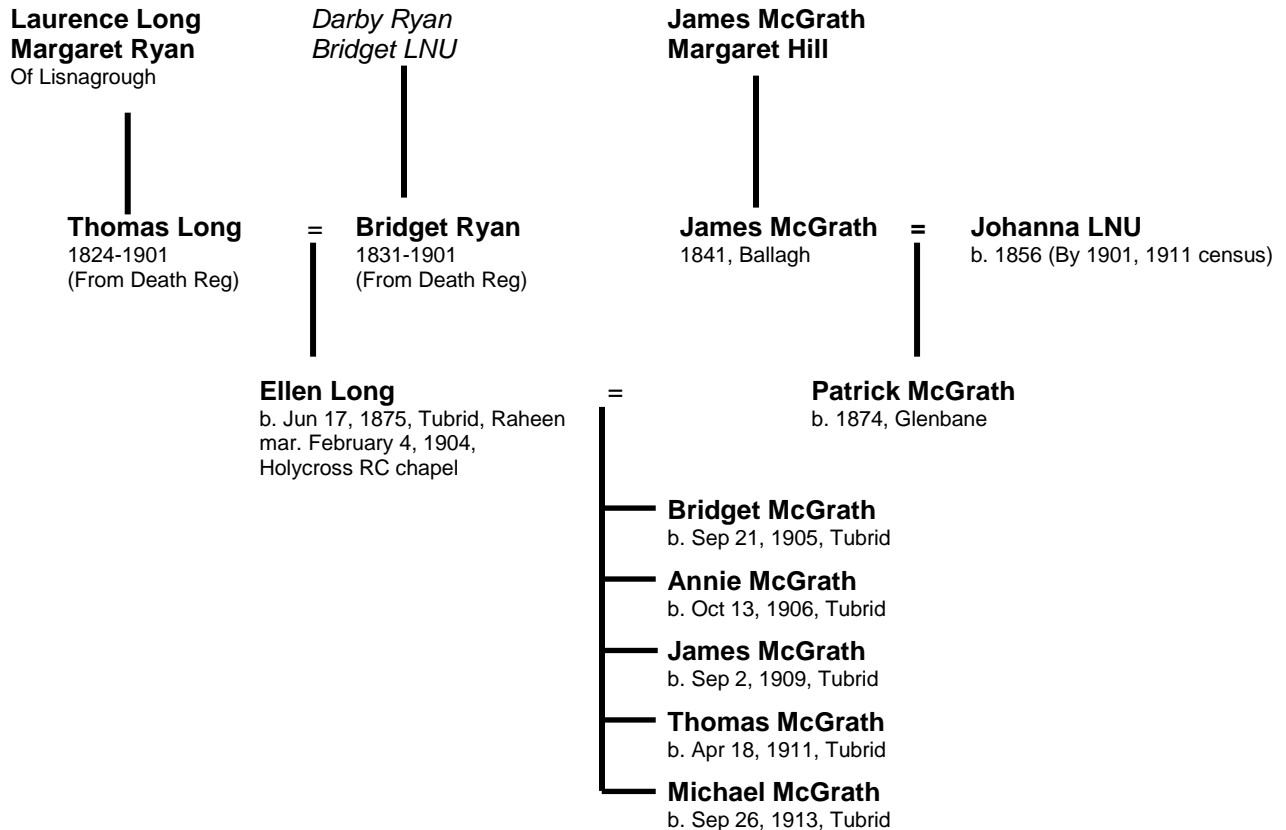 Laurence Long
Margaret Ryan
Of Lisnagrough
Darby Ryan
Bridget LNU
James McGrath
Margaret Hill
Thomas Long
1824-1901
(From Death Reg)
=
Bridget Ryan
1831-1901
(From Death Reg)
James McGrath
1841, Ballagh
=
Johanna LNU
b. 1856 (By 1901, 1911 census)
Ellen Long
b. Jun 17, 1875, Tubrid, Raheen
mar. February 4, 1904,
Holycross RC chapel
=
Patrick McGrath
b. 1874, Glenbane
Bridget McGrath
b. Sep 21, 1905, Tubrid
Annie McGrath
b. Oct 13, 1906, Tubrid
James McGrath
b. Sep 2, 1909, Tubrid
Thomas McGrath
b. Apr 18, 1911, Tubrid
Michael McGrath
b. Sep 26, 1913, Tubrid